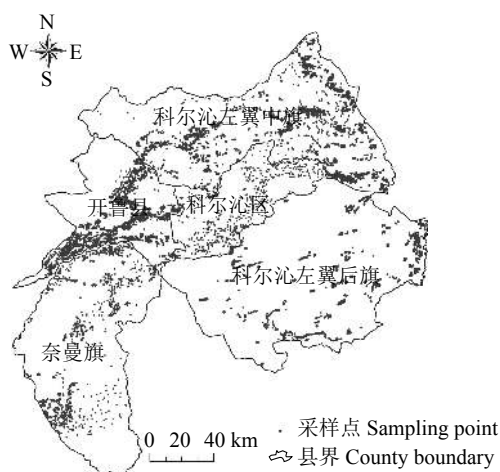 N
W E
S
科尔沁左翼中旗
开鲁县
科尔沁区
科尔沁左翼后旗
奈曼旗
0 20 40 km
采样点 Sampling point
县界 County boundary